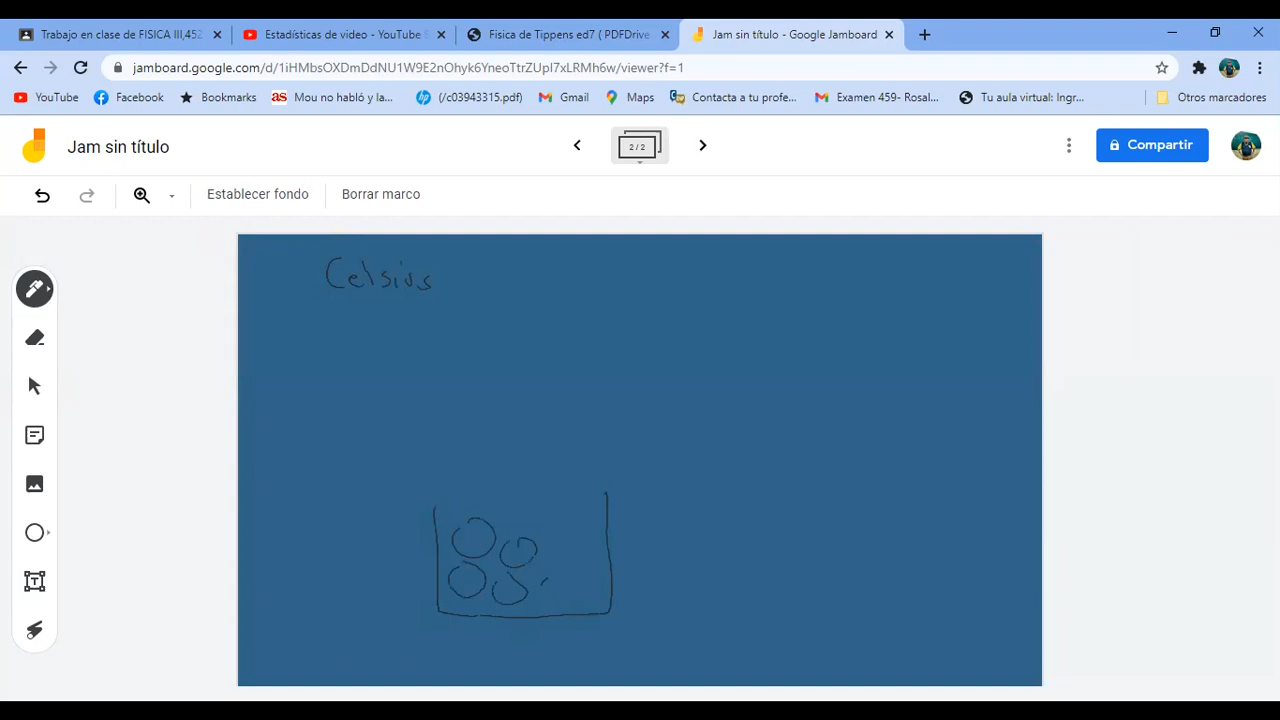 Trabajo en clase de FISICA III,452
Estadísticas de video - YouTube
Fisica de Tippens ed7 ( PDFDrive
Jam sin título - Google Jamboard
jamboard.google.com/d/1iHMbsOXDmDdNU1W9E2nOhyk6YneoTtrZUpI7xLRMh6w/viewer?f=1
YouTube
Facebook
Bookmarks
as Mou no habló y la...
hp (/c03943315.pdf)
Gmail
Maps
Contacta a tu profe...
Examen 459- Rosal...
Tu aula virtual: Ingr...
Otros marcadores
Jam sin título
2 / 2
Compartir
Establecer fondo
Borrar marco
Celsius